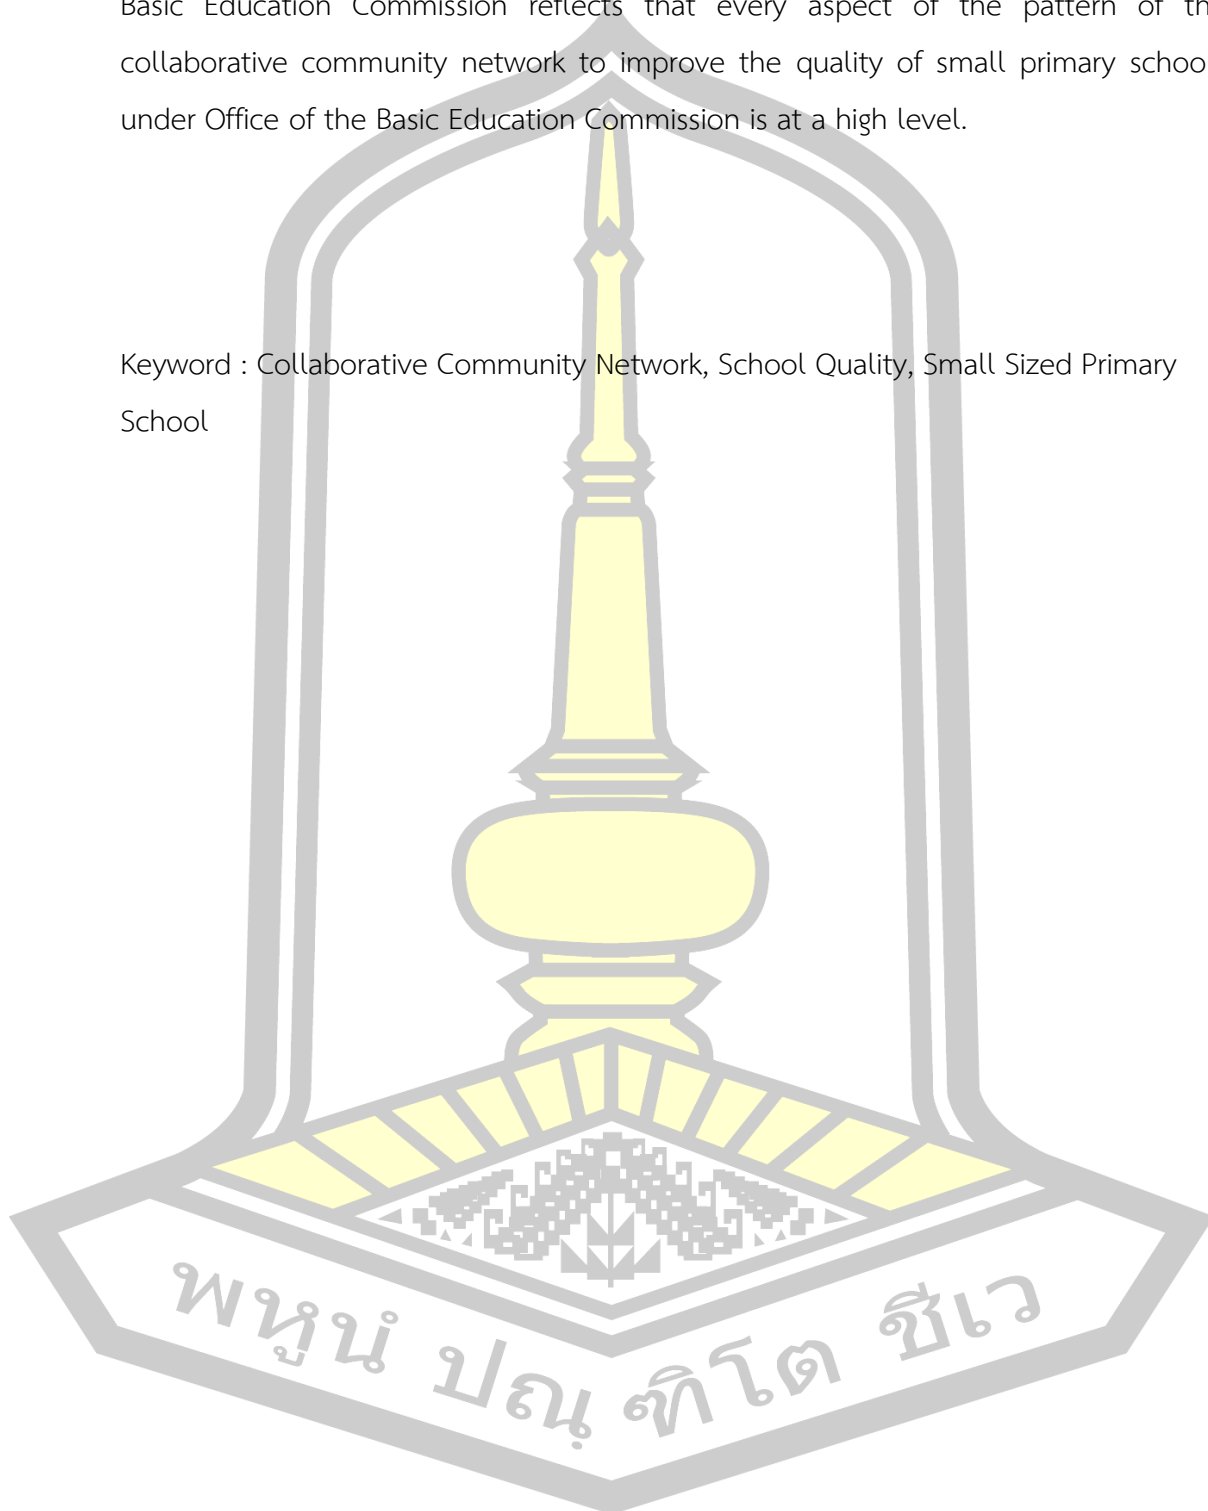 Basic Education Commission reflects that every aspect of the pattern of th
collaborative community network to improve the quality of small primary schoo
under Office of the Basic Education Commission is at a high level.
Keyword : Collaborative Community Network, School Quality, Small Sized Primary
School
พหูนํ ปณฺฑิโต ชีเว